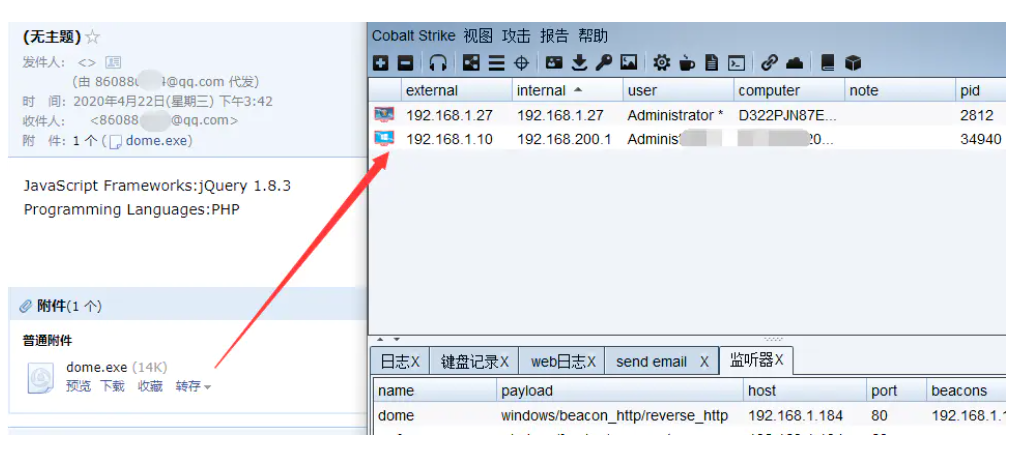 (无主题)
发件人: <>
(由 86088 @qq.com 代发)
时 间: 2020年4月22日(星期三) 下午3:42
收件人: <86088 @qq.com>
附 件: 1 个 ( dome.exe)
JavaScript Frameworks:jQuery 1.8.3
Programming Languages:PHP
附件(1 个)
普通附件
dome.exe (14K)
预览 下载 收藏 转存
Cobalt Strike 视图 攻击 报告 帮助
external internal user computer note pid
192.168.1.27 192.168.1.27 Administrator * D322PJN87E... 2812
192.168.1.10 192.168.200.1 Adminis 0... 34940
日志X 键盘记录X web日志X send email X 监听器X
name payload host port beacons
dome windows/beacon_http/reverse_http 192.168.1.184 80 192.168.1.